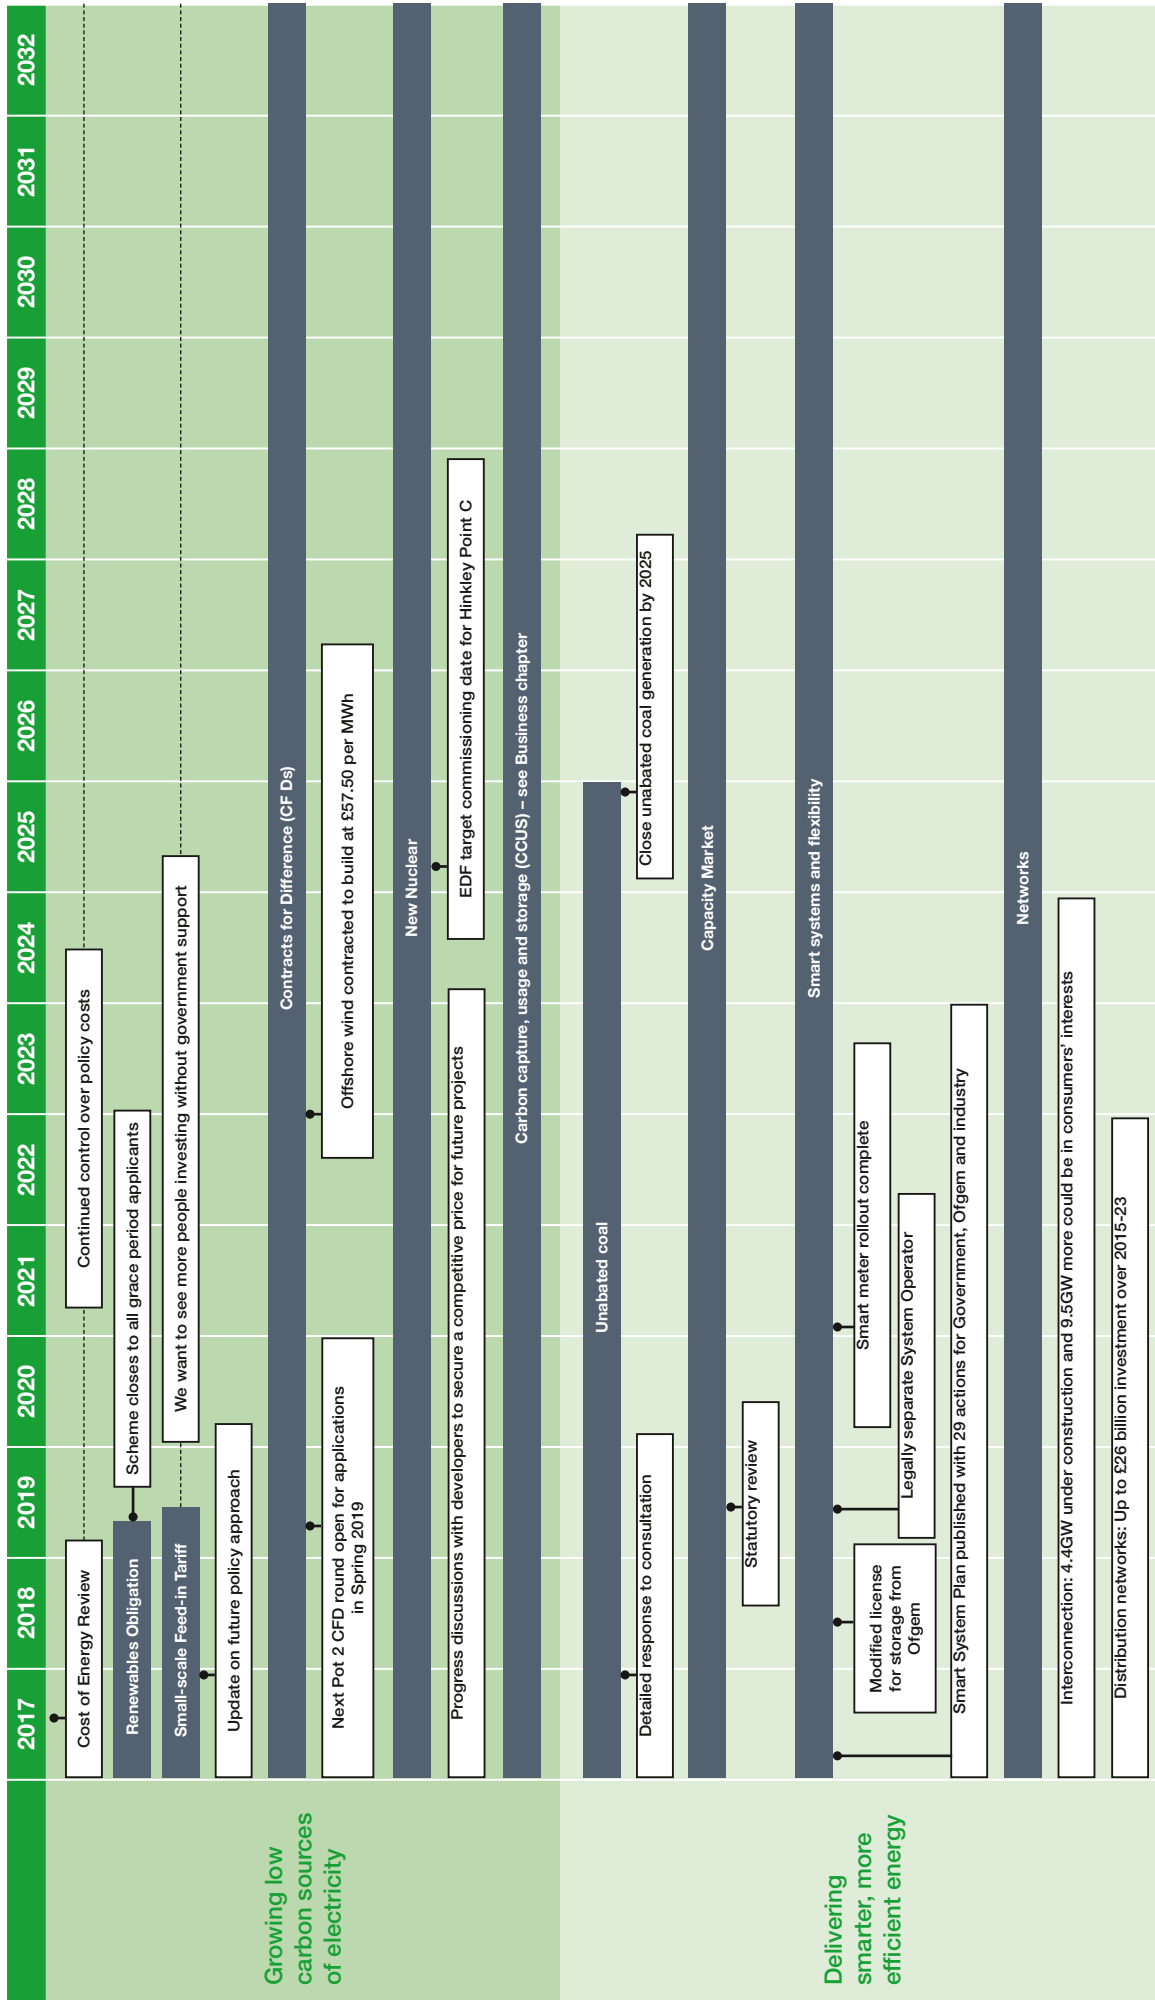 2017
2018
2019
2020
2021
2022
2023
2024
2025
2026
2027
2028
2029
2030
2031
2032
Growing low
carbon sources
of electricity
Cost of Energy Review
Continued control over policy costs
Renewables Obligation
Scheme closes to all grace period applicants
Small-scale Feed-in Tariff
We want to see more people investing without government support
Update on future policy approach
Contracts for Difference (CF Ds)
Next Pot 2 CFD round open for applications
in Spring 2019
Offshore wind contracted to build at £57.50 per MWh
New Nuclear
Progress discussions with developers to secure a competitive price for future projects
EDF target commissioning date for Hinkley Point C
Carbon capture, usage and storage (CCUS) – see Business chapter
Delivering
smarter, more
efficient energy
Unabated coal
Detailed response to consultation
Close unabated coal generation by 2025
Capacity Market
Statutory review
Smart systems and flexibility
Modified license
for storage from
Ofgem
Smart meter rollout complete
Legally separate System Operator
Smart System Plan published with 29 actions for Government, Ofgem and industry
Networks
Interconnection: 4.4GW under construction and 9.5GW more could be in consumers’ interests
Distribution networks: Up to £26 billion investment over 2015-23